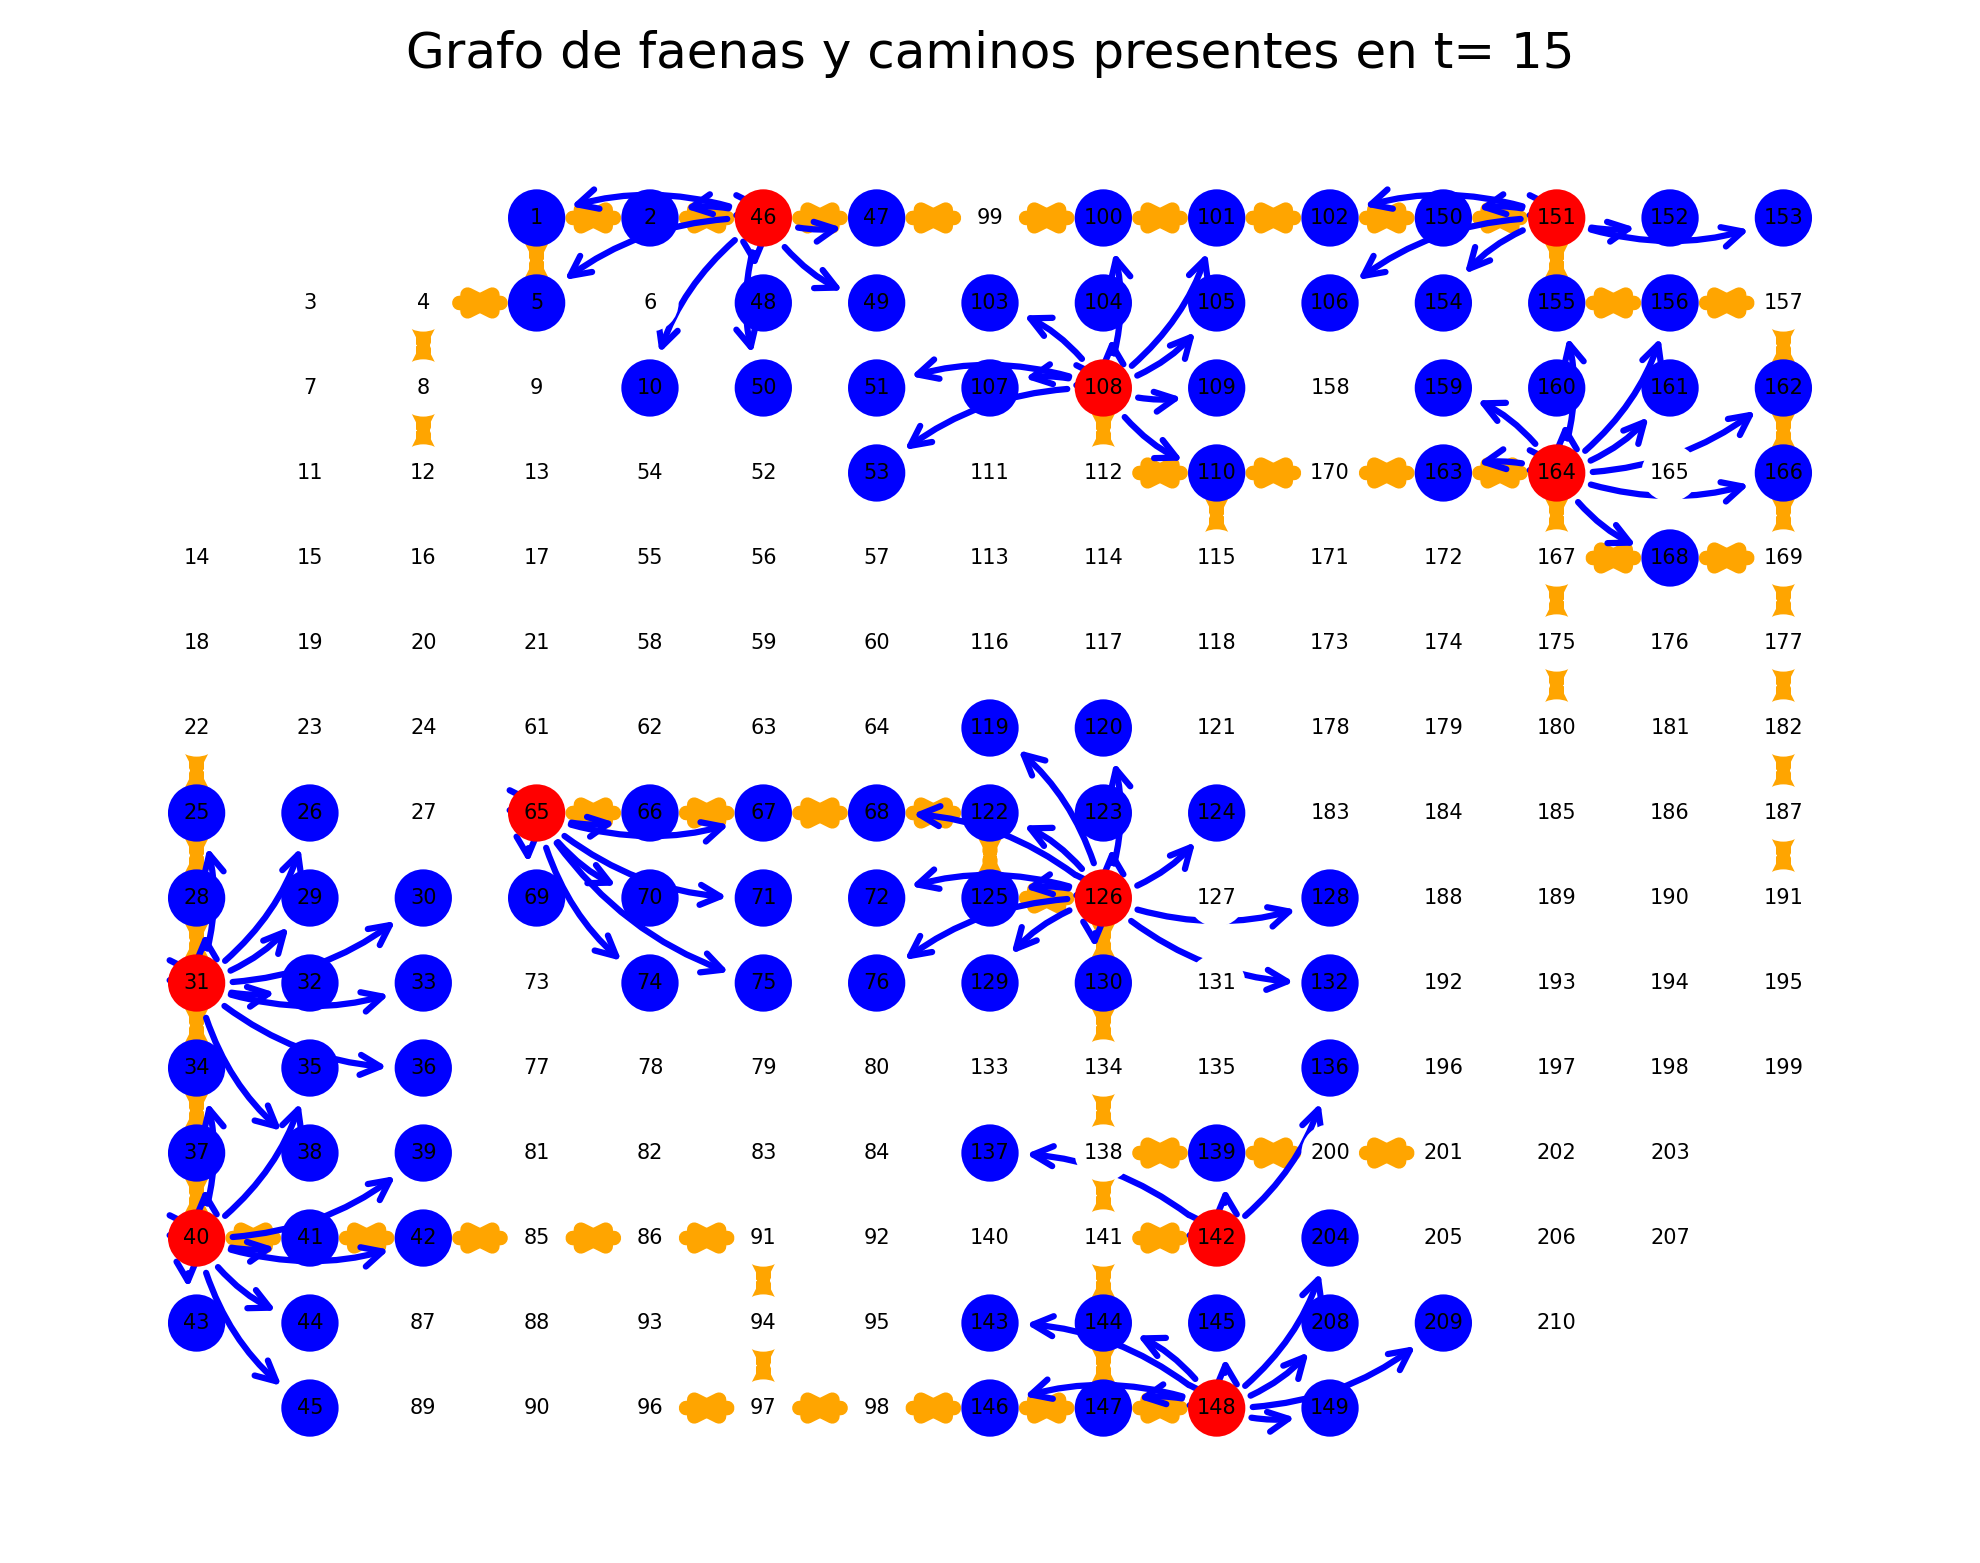 Grafo de faenas y caminos presentes en t= 15
1 2 46 47 99 100 101 102 150 151 152 153
3 4 5 6 48 49 103 104 105 106 154 155 156 157
7 8 9 10 50 51 107 108 109 158 159 160 161 162
11 12 13 54 52 53 111 112 110 170 163 164 165 166
14 15 16 17 55 56 57 113 114 115 171 172 167 168 169
18 19 20 21 58 59 60 116 117 118 173 174 175 176 177
22 23 24 61 62 63 64 119 120 121 178 179 180 181 182
25 26 27 65 66 67 68 122 123 124 183 184 185 186 187
28 29 30 69 70 71 72 125 126 127 128 188 189 190 191
31 32 33 73 74 75 76 129 130 131 132 192 193 194 195
34 35 36 77 78 79 80 133 134 135 136 196 197 198 199
37 38 39 81 82 83 84 137 138 139 200 201 202 203
40 41 42 85 86 91 92 140 141 142 204 205 206 207
43 44 87 88 93 94 95 143 144 145 208 209 210
45 89 90 96 97 98 146 147 148 149